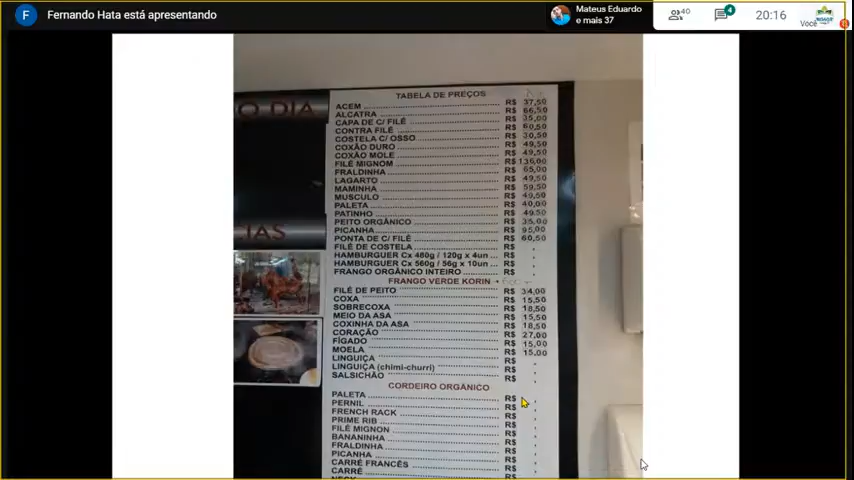 F Fernando Hata está apresentando
Mateus Eduardo
e mais 37
40
4
20:16
Você
O DIA
IAS
TABELA DE PREÇOS
ACEM R$ 37,50
ALCATRA R$ 66,50
CAPA DE C/ FILÉ R$ 35,00
CONTRA FILÉ R$ 60,50
COSTELA C/ OSSO R$ 30,50
COXÃO DURO R$ 49,50
COXÃO MOLE R$ 49,50
FILÉ MIGNOM R$ 136,00
FRALDINHA R$ 65,00
LAGARTO R$ 49,50
MAMINHA R$ 59,50
MUSCULO R$ 49,50
PALETA R$ 40,00
PATINHO R$ 49,50
PEITO ORGÂNICO R$ 35,00
PICANHA R$ 95,00
PONTA DE C/ FILÉ R$ 60,50
FILÉ DE COSTELA R$ ,
HAMBURGUER Cx 480g / 120g x 4un ... R$ ,
HAMBURGUER Cx 560g / 56g x 10un ... R$ ,
FRANGO ORGÂNICO INTEIRO R$ ,
FRANGO VERDE KORIN
FILÉ DE PEITO R$ 34,00
COXA R$ 15,50
SOBRECOXA R$ 18,50
MEIO DA ASA R$ 15,50
COXINHA DA ASA R$ 18,50
CORAÇÃO R$ 27,00
FÍGADO R$ 15,00
MOELA R$ 15,00
LINGUIÇA R$ ,
LINGUIÇA (chimi-churri) R$ ,
SALSICHÃO R$ ,
CORDEIRO ORGÂNICO
PALETA R$ ,
PERNIL R$ ,
FRENCH RACK R$ ,
PRIME RIB R$ ,
FILÉ MIGNON R$ ,
BANANINHA R$ ,
FRALDINHA R$ ,
PICANHA R$ ,
CARRÉ FRANCÊS R$ ,
CARRÉ R$ ,